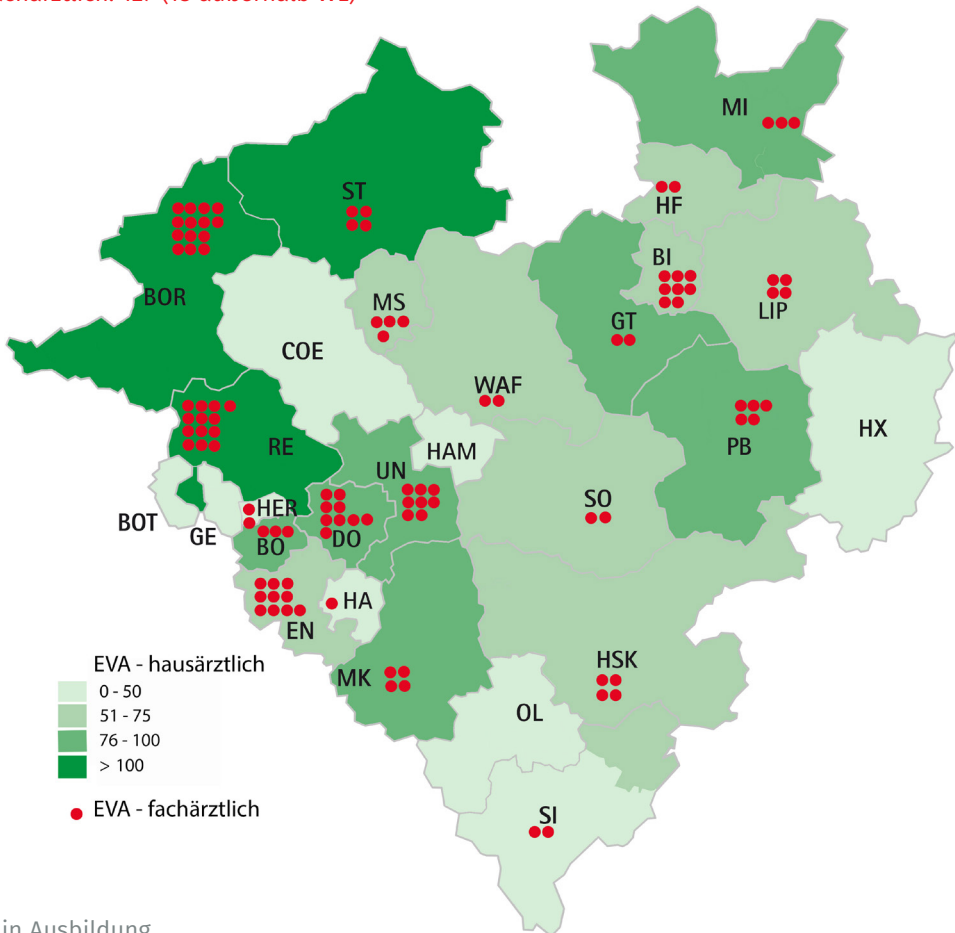 MI
ST
HF
BOR
BI
MS
LIP
GT
COE
WAF
HX
RE
HAM
PB
UN
SO
HER
BOT
GE
DO
BO
HA
EN
HSK
EVA - hausärztlich
MK
0 - 50
51 - 75
OL
76 - 100
> 100
EVA - fachärztlich
SI
in Ausbildung